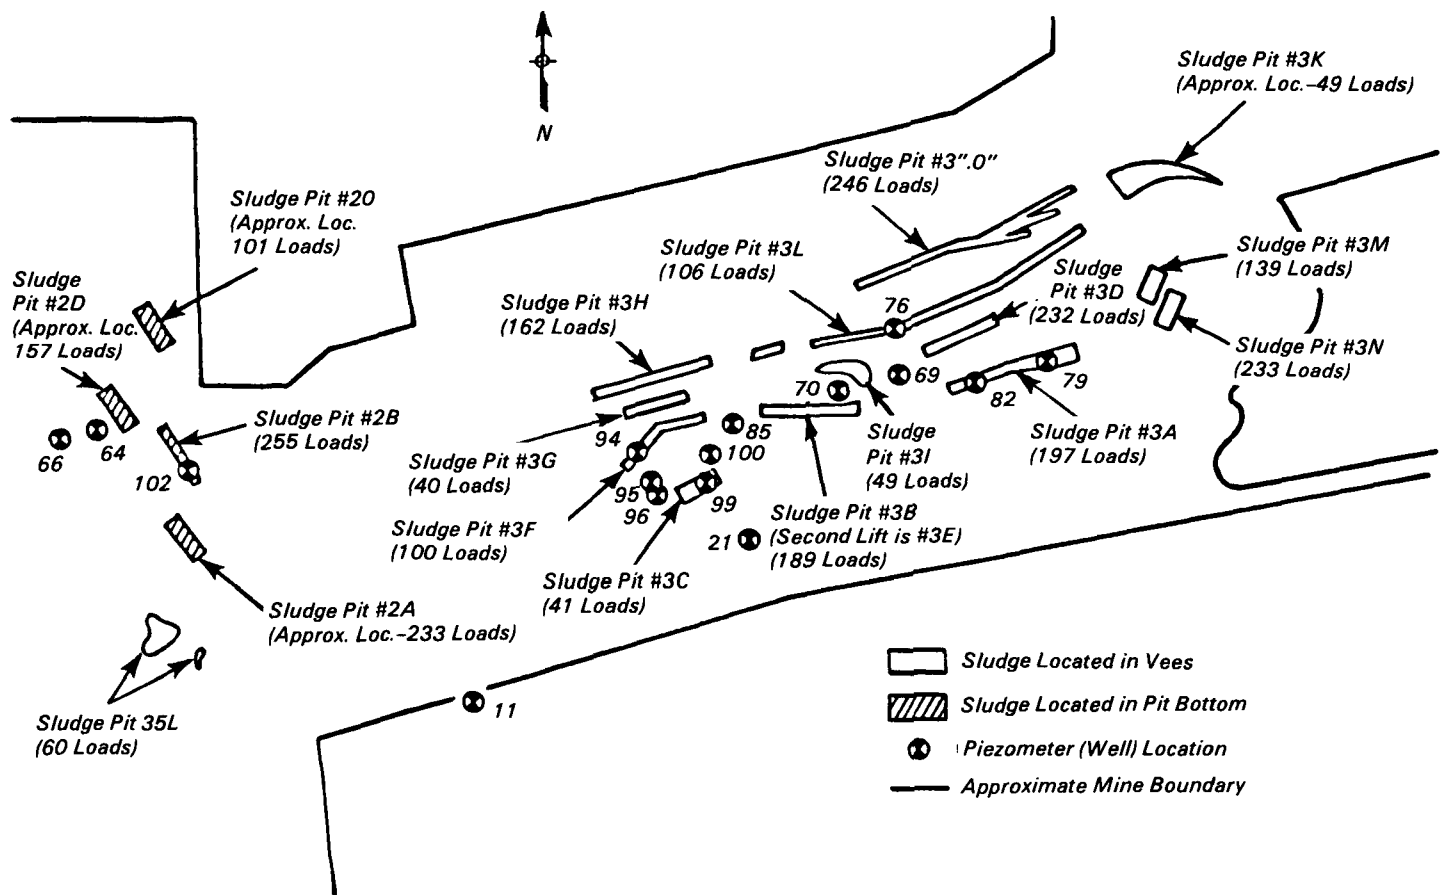 N
Sludge Pit #3K
(Approx. Loc.-49 Loads)
Sludge Pit #3".0"
(246 Loads)
Sludge Pit #20
(Approx. Loc.
101 Loads)
Sludge Pit #3L
(106 Loads)
Sludge Pit #3M
(139 Loads)
Sludge
Pit #3D
(232 Loads)
Sludge
Pit #2D
(Approx. Loc.
157 Loads)
Sludge Pit #3H
(162 Loads)
76
Sludge Pit #3N
(233 Loads)
70
69
82
79
Sludge Pit #2B
(255 Loads)
66
64
102
94
85
100
Sludge
Pit #3I
(49 Loads)
Sludge Pit #3A
(197 Loads)
Sludge Pit #3G
(40 Loads)
95
96
99
Sludge Pit #3F
(100 Loads)
21
Sludge Pit #3B
(Second Lift is #3E)
(189 Loads)
Sludge Pit #3C
(41 Loads)
Sludge Pit #2A
(Approx. Loc.-233 Loads)
Sludge Pit 35L
(60 Loads)
11
Sludge Located in Vees
Sludge Located in Pit Bottom
Piezometer (Well) Location
Approximate Mine Boundary